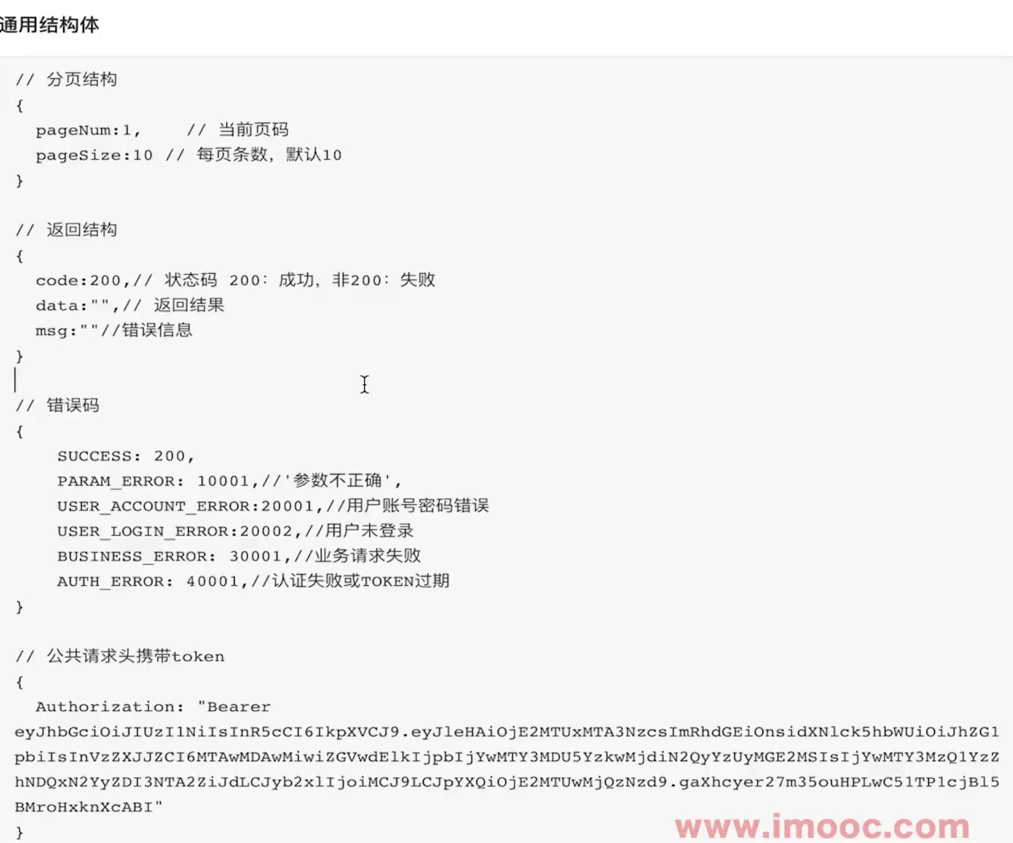 通用结构体
// 分页结构
{
pageNum:1, // 当前页码
pageSize:10 // 每页条数，默认10
}
// 返回结构
{
code:200,// 状态码 200：成功，非200：失败
data:"",// 返回结果
msg:""//错误信息
}
// 错误码
{
SUCCESS: 200,
PARAM_ERROR: 10001,//'参数不正确',
USER_ACCOUNT_ERROR:20001,//用户账号密码错误
USER_LOGIN_ERROR:20002,//用户未登录
BUSINESS_ERROR: 30001,//业务请求失败
AUTH_ERROR: 40001,//认证失败或TOKEN过期
}
// 公共请求头携带token
{
Authorization: "Bearer
eyJhbGciOiJIUzI1NiIsInR5cCI6IkpXVCJ9.eyJleHAiOjE2MTUxMTA3NzcsImRhdGEiOnsidXNlck5hbWUiOiJhZG1
pbiIsInVzZXJJZCI6MTAwMDAwMiwiZGVwdElkIjpbIjYwMTY3MDU5YzkwMjdiN2QyYzUyMGE2MSIsIjYwMTY3MzQ1YzZ
hNDQxN2YyZDI3NTA2ZiJdLCJyb2xlIjoiMCJ9LCJpYXQiOjE2MTUwMjQzNzd9.gaXhcyer27m35ouHPLwC51TP1cjBl5
BMroHxknXcABI"
}
www.imooc.com